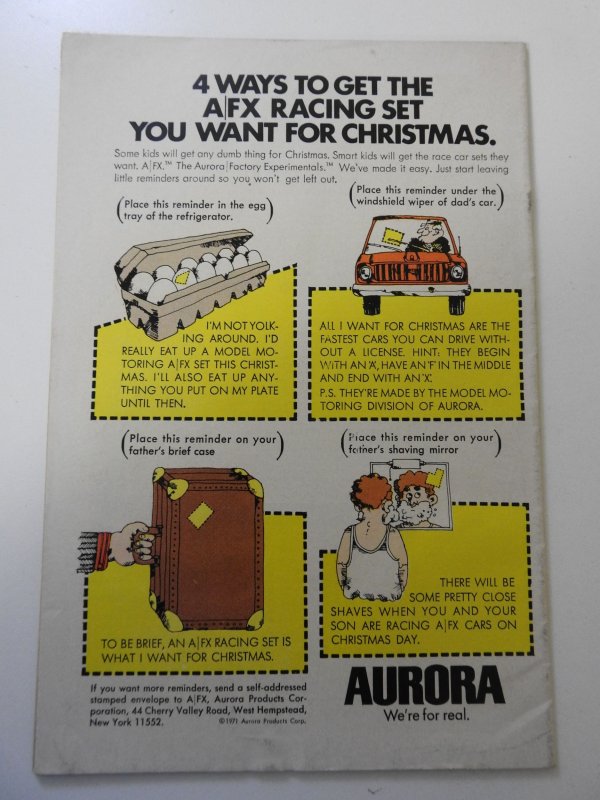 4 WAYS TO GET THE
A|FX RACING SET
YOU WANT FOR CHRISTMAS.
Some kids will get any dumb thing for Christmas. Smart kids will get the race car sets they
want. A|FX.™ The Aurora|Factory Experimentals.™ We've made it easy. Just start leaving
little reminders around so you won't get left out.
(Place this reminder in the egg
tray of the refrigerator.)
(Place this reminder under the
windshield wiper of dad's car.)
I'M NOT YOLK-
ING AROUND. I'D
REALLY EAT UP A MODEL MO-
TORING A|FX SET THIS CHRIST-
MAS. I'LL ALSO EAT UP ANY-
THING YOU PUT ON MY PLATE
UNTIL THEN.
ALL I WANT FOR CHRISTMAS ARE THE
FASTEST CARS YOU CAN DRIVE WITH-
OUT A LICENSE. HINT: THEY BEGIN
WITH AN 'A', HAVE AN 'F' IN THE MIDDLE
AND END WITH AN 'X'.
P.S. THEY'RE MADE BY THE MODEL MO-
TORING DIVISION OF AURORA.
(Place this reminder on your
father's brief case)
(Place this reminder on your
father's shaving mirror)
TO BE BRIEF, AN A|FX RACING SET IS
WHAT I WANT FOR CHRISTMAS.
THERE WILL BE
SOME PRETTY CLOSE
SHAVES WHEN YOU AND YOUR
SON ARE RACING A|FX CARS ON
CHRISTMAS DAY.
If you want more reminders, send a self-addressed
stamped envelope to A|FX, Aurora Products Cor-
poration, 44 Cherry Valley Road, West Hempstead,
New York 11552. ©1971 Aurora Products Corp.
AURORA
We're for real.